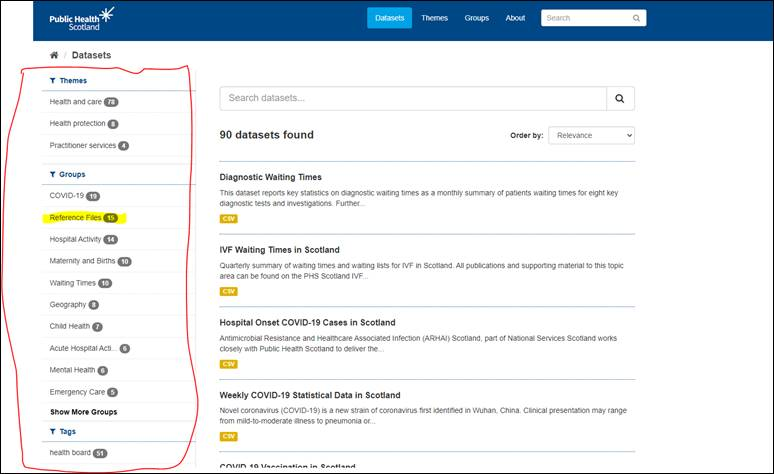 Public Health
Scotland
Datasets Themes Groups About Search
/ Datasets
Themes
Health and care 78
Health protection 8
Practitioner services 4
Groups
COVID-19 19
Reference Files 15
Hospital Activity 14
Maternity and Births 10
Waiting Times 10
Geography 8
Child Health 7
Acute Hospital Acti... 6
Mental Health 6
Emergency Care 5
Show More Groups
Tags
health board 51
Search datasets...
90 datasets found Order by: Relevance
Diagnostic Waiting Times
This dataset reports key statistics on diagnostic waiting times as a monthly summary of patients waiting times for eight key
diagnostic tests and investigations. Further...
CSV
IVF Waiting Times in Scotland
Quarterly summary of waiting times and waiting lists for IVF in Scotland. All publications and supporting material to this topic
area can be found on the PHS Scotland IVF...
CSV
Hospital Onset COVID-19 Cases in Scotland
Antimicrobial Resistance and Healthcare Associated Infection (ARHAI) Scotland, part of National Services Scotland works
closely with Public Health Scotland to deliver the...
CSV
Weekly COVID-19 Statistical Data in Scotland
Novel coronavirus (COVID-19) is a new strain of coronavirus first identified in Wuhan, China. Clinical presentation may range
from mild-to-moderate illness to pneumonia or...
CSV
COVID-19 Vaccination in Scotland